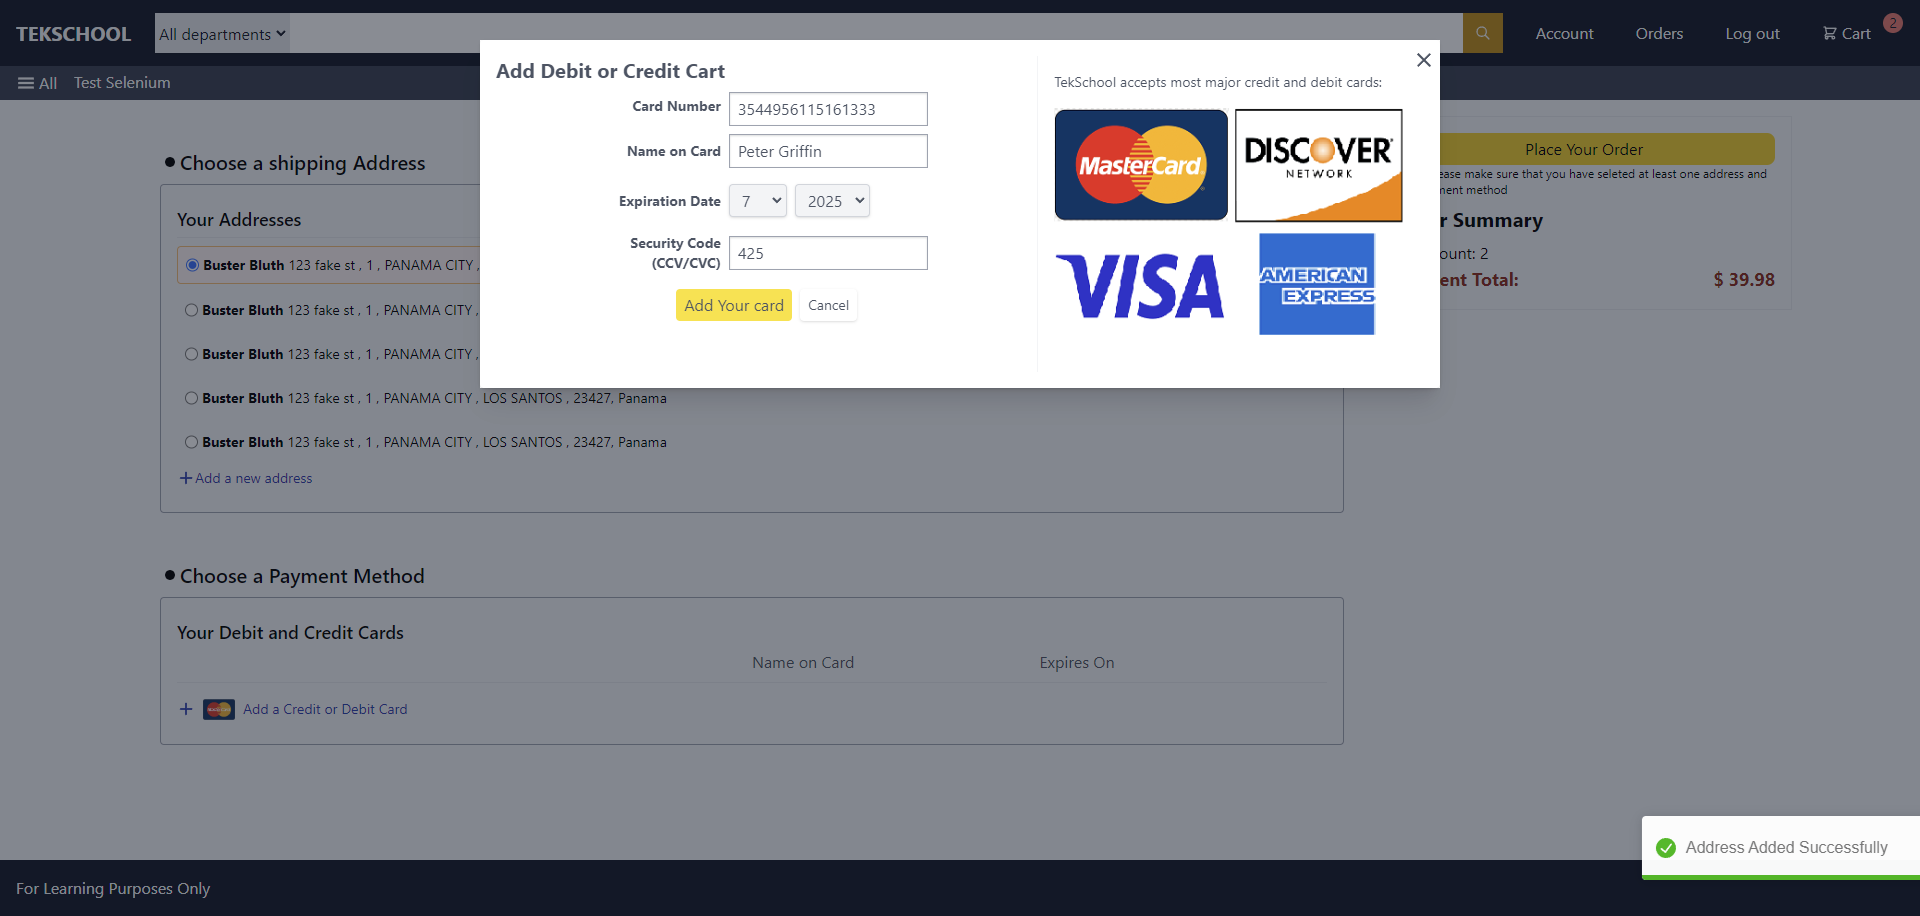 TEKSCHOOL
All departments
Account
Orders
Log out
Cart
2
All
Test Selenium
Add Debit or Credit Cart
Card Number
3544956115161333
Name on Card
Peter Griffin
Expiration Date
7
2025
Security Code
(CCV/CVC)
425
Add Your card
Cancel
TekSchool accepts most major credit and debit cards:
MasterCard
DISCOVER
NETWORK
VISA
AMERICAN
EXPRESS
Choose a shipping Address
Your Addresses
Buster Bluth 123 fake st , 1 , PANAMA CITY ,
Buster Bluth 123 fake st , 1 , PANAMA CITY ,
Buster Bluth 123 fake st , 1 , PANAMA CITY ,
Buster Bluth 123 fake st , 1 , PANAMA CITY , LOS SANTOS , 23427, Panama
Buster Bluth 123 fake st , 1 , PANAMA CITY , LOS SANTOS , 23427, Panama
Add a new address
Place Your Order
ease make sure that you have seleted at least one address and
ment method
r Summary
ount: 2
ent Total:
$ 39.98
Choose a Payment Method
Your Debit and Credit Cards
Name on Card
Expires On
Add a Credit or Debit Card
Address Added Successfully
For Learning Purposes Only